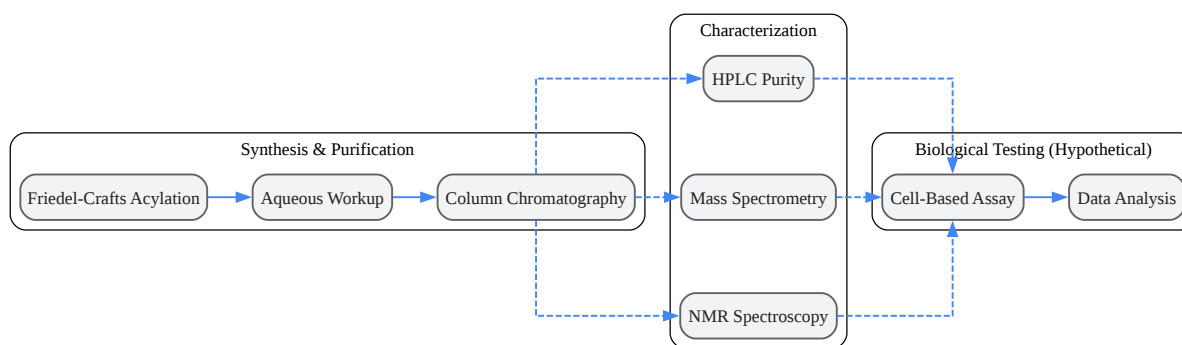 Characterization
HPLC Purity
Synthesis & Purification
Biological Testing (Hypothetical)
Friedel-Crafts Acylation
Aqueous Workup
Column Chromatography
Mass Spectrometry
Cell-Based Assay
Data Analysis
NMR Spectroscopy